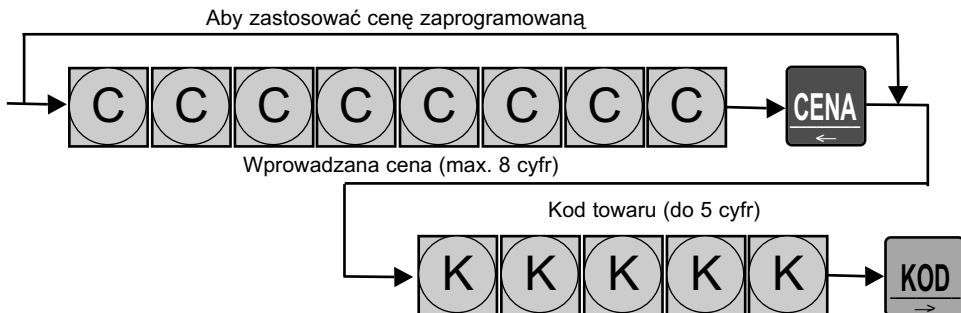 Aby zastosować cenę zaprogramowaną
C C C C C C C C CENA
←
Wprowadzana cena (max. 8 cyfr)
Kod towaru (do 5 cyfr)
K K K K K KOD
→